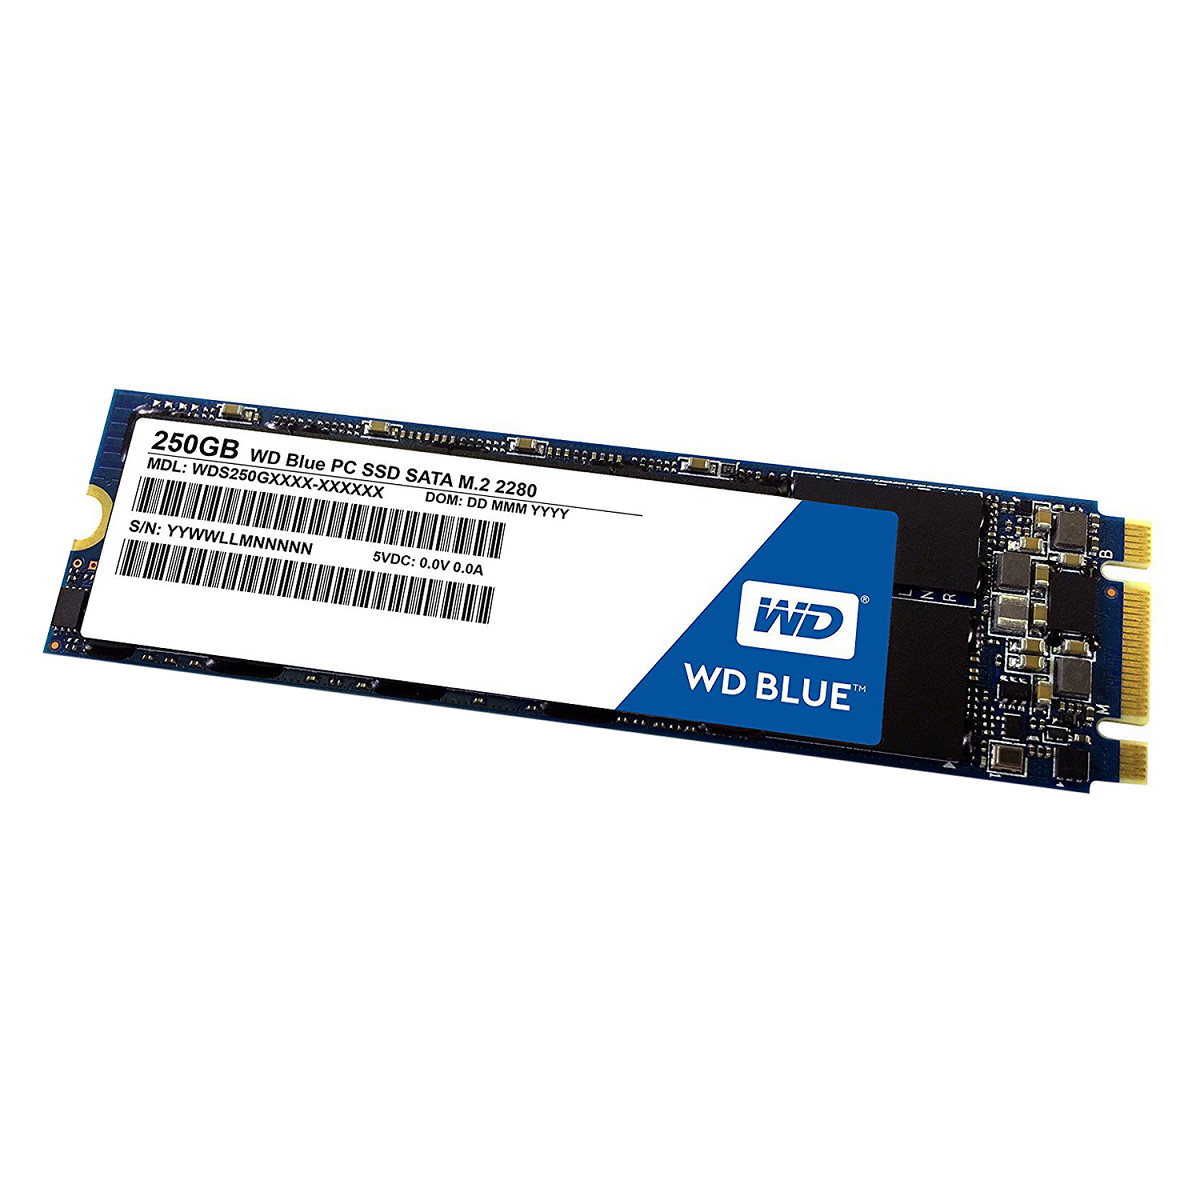 250GB WD Blue PC SSD SATA M.2 2280
MDL: WDS250GXXXX-XXXXXX
DOM: DD MMM YYYY
S/N: YYWWLLMNNNNNN
5VDC: 0.0V 0.0A
WD®
WD BLUE™
L N R
B
M